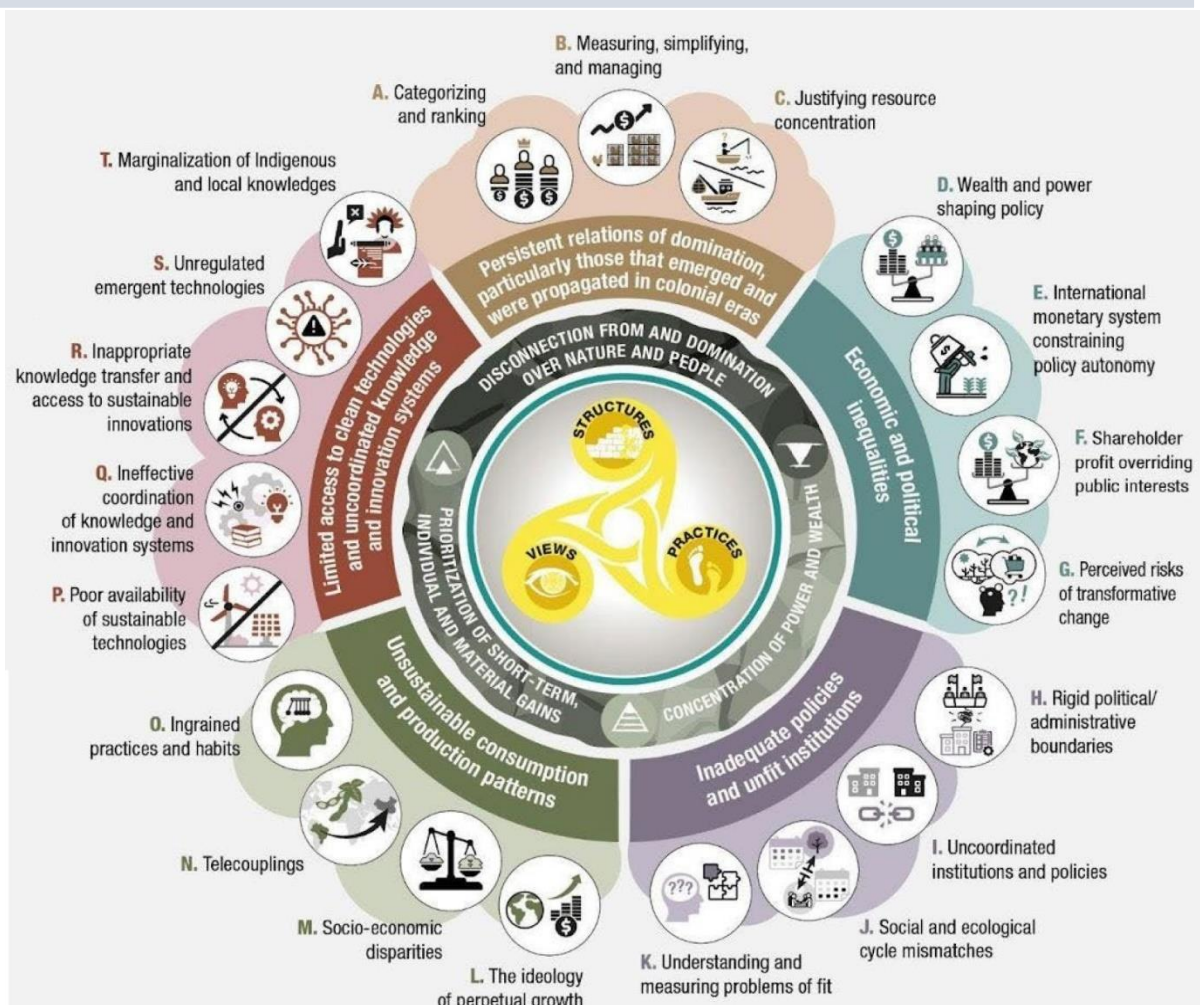 B. Measuring, simplifying,
and managing
A. Categorizing
and ranking
C. Justifying resource
concentration
T. Marginalization of Indigenous
and local knowledges
D. Wealth and power
shaping policy
S. Unregulated
emergent technologies
E. International
monetary system
constraining
policy autonomy
R. Inappropriate
knowledge transfer and
access to sustainable
innovations
F. Shareholder
profit overriding
public interests
Q. Ineffective
coordination
of knowledge and
innovation systems
G. Perceived risks
of transformative
change
P. Poor availability
of sustainable
technologies
H. Rigid political/
administrative
boundaries
O. Ingrained
practices and habits
I. Uncoordinated
institutions and policies
N. Telecouplings
J. Social and ecological
cycle mismatches
M. Socio-economic
disparities
K. Understanding and
measuring problems of fit
L. The ideology
of perpetual growth
Persistent relations of domination,
particularly those that emerged and
were propagated in colonial eras
Economic and political
inequalities
Inadequate policies
and unfit institutions
Unsustainable consumption
and production patterns
Limited access to clean technologies
and uncoordinated knowledge
and innovation systems
DISCONNECTION FROM AND DOMINATION
OVER NATURE AND PEOPLE
CONCENTRATION OF POWER AND WEALTH
PRIORITIZATION OF SHORT-TERM,
INDIVIDUAL AND MATERIAL GAINS
STRUCTURES
VIEWS
PRACTICES
???
?!